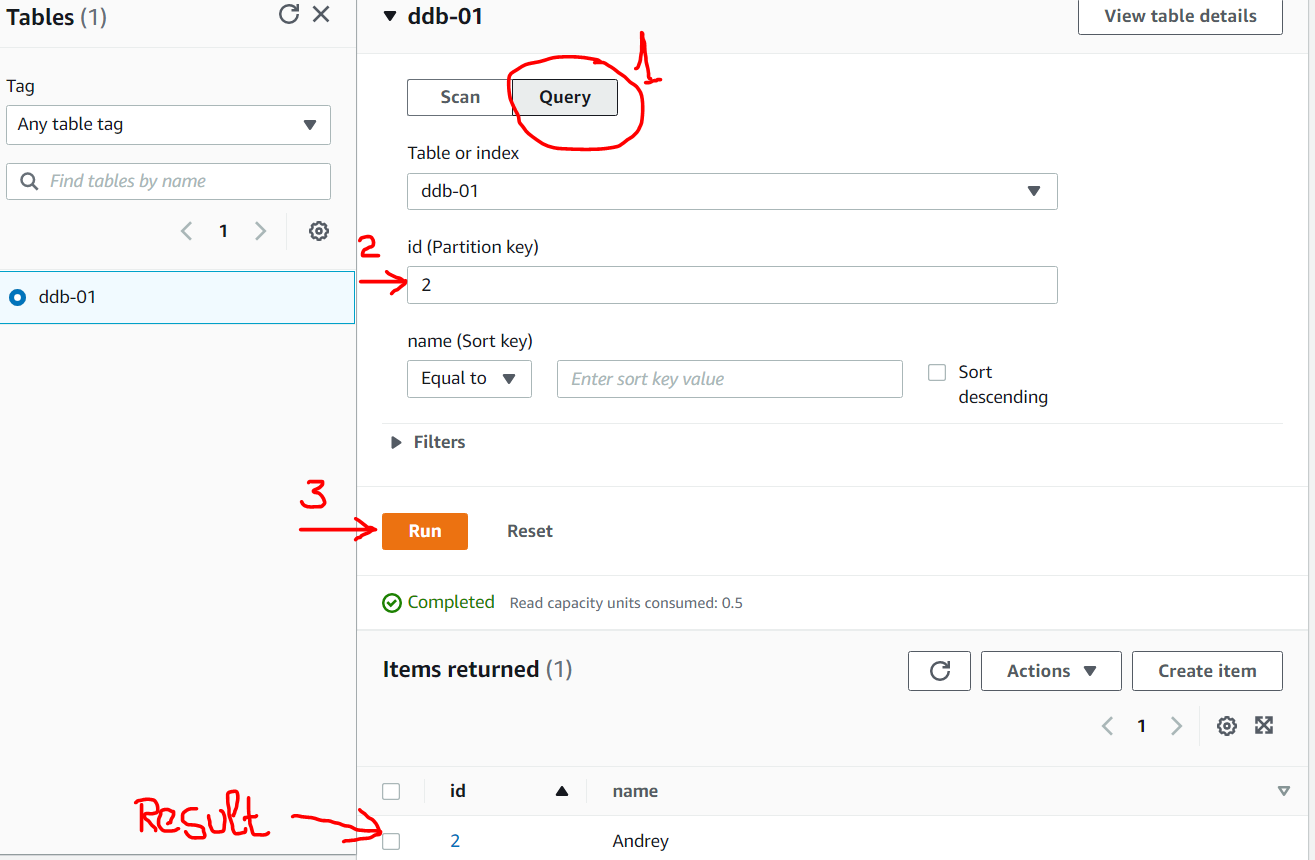 Tables (1)
ddb-01
View table details
1
Tag
Any table tag
Find tables by name
1
ddb-01
Scan
Query
Table or index
ddb-01
2
id (Partition key)
2
name (Sort key)
Equal to
Enter sort key value
Sort
descending
Filters
3
Run
Reset
Completed
Read capacity units consumed: 0.5
Items returned (1)
Actions
Create item
1
id
name
Result
2
Andrey